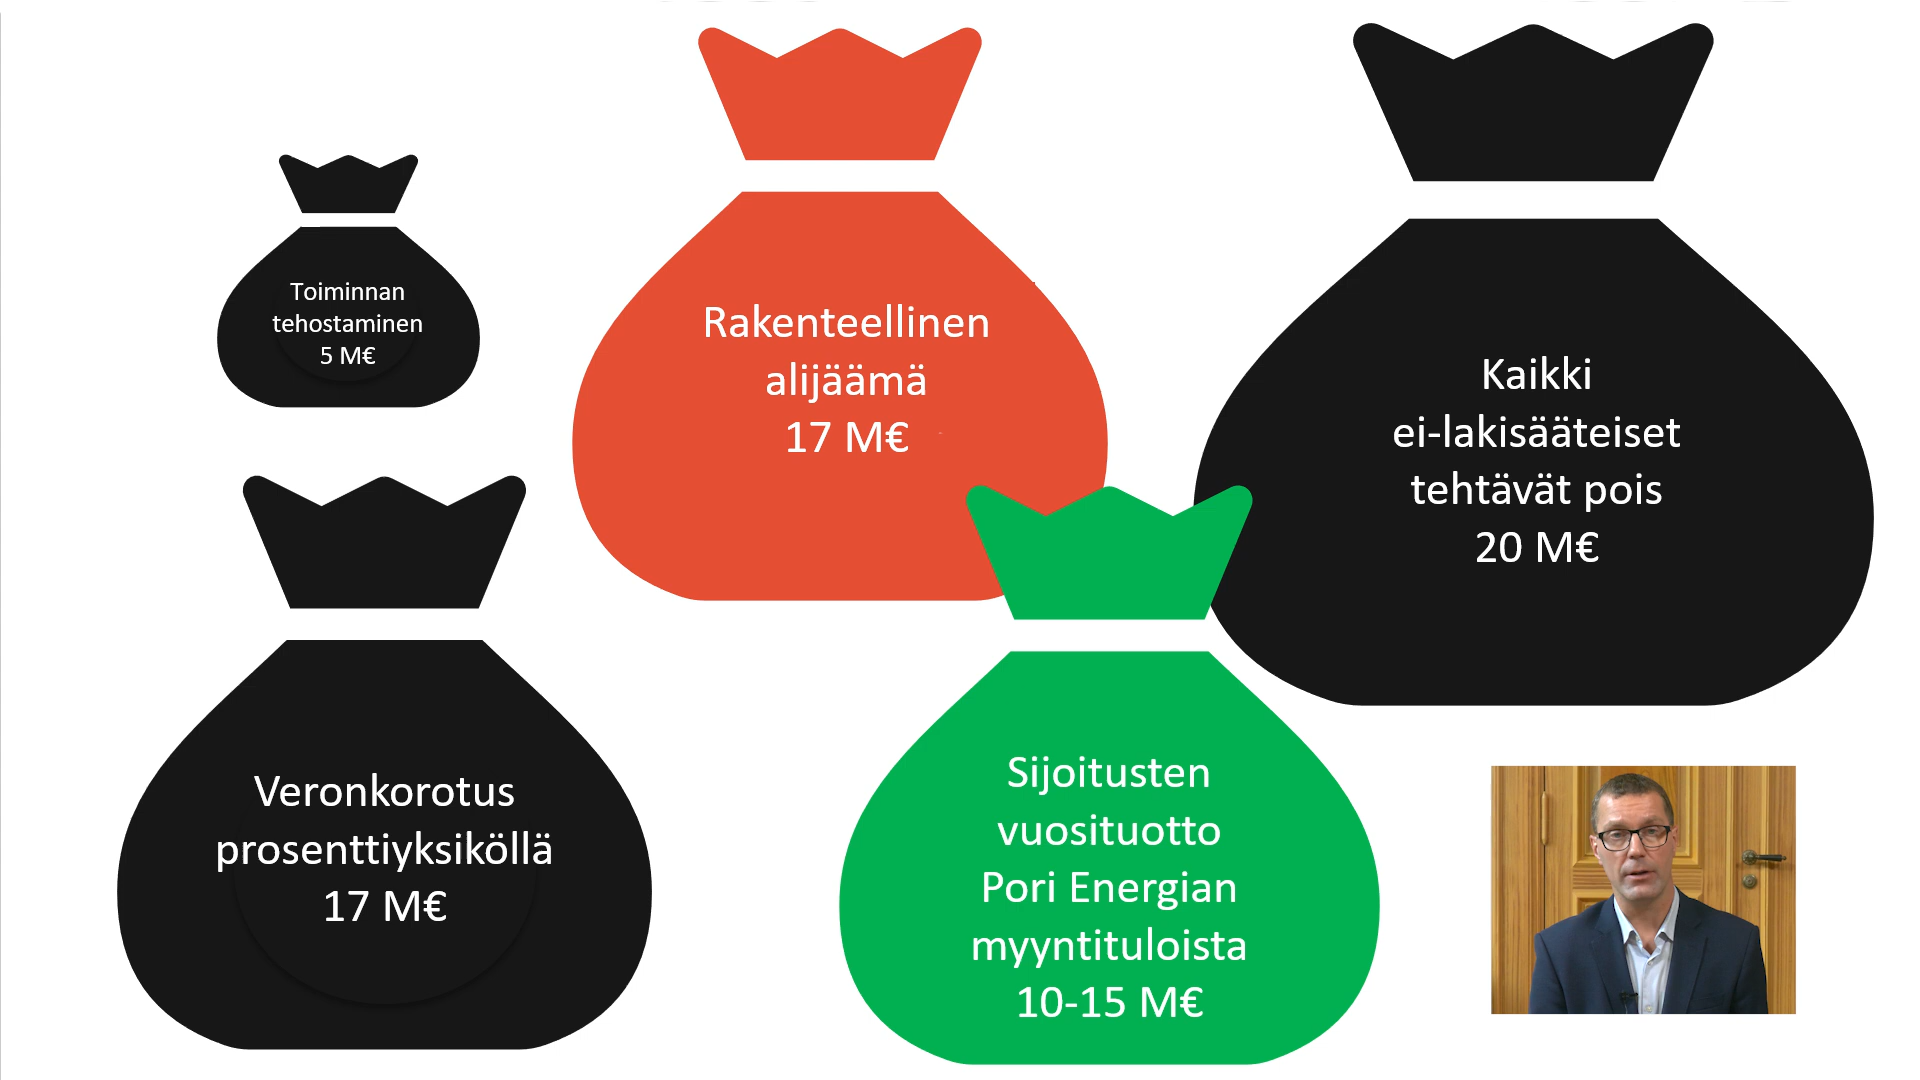 Toiminnan
tehostaminen
5 M€
Rakenteellinen
alijäämä
17 M€
Kaikki
ei-lakisääteiset
tehtävät pois
20 M€
Veronkorotus
prosenttiyksiköllä
17 M€
Sijoitusten
vuosituotto
Pori Energian
myyntituloista
10-15 M€